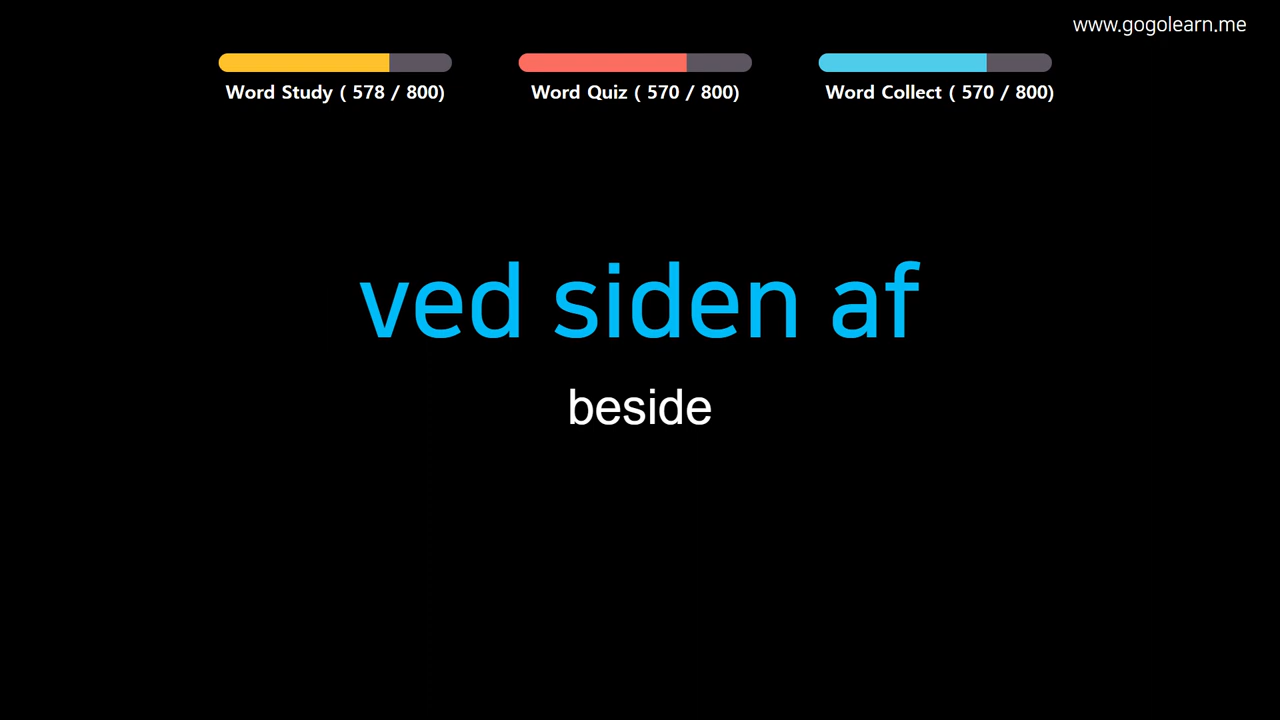 www.gogolearn.me
Word Study ( 578 / 800)
Word Quiz ( 570 / 800)
Word Collect ( 570 / 800)
ved siden af
beside